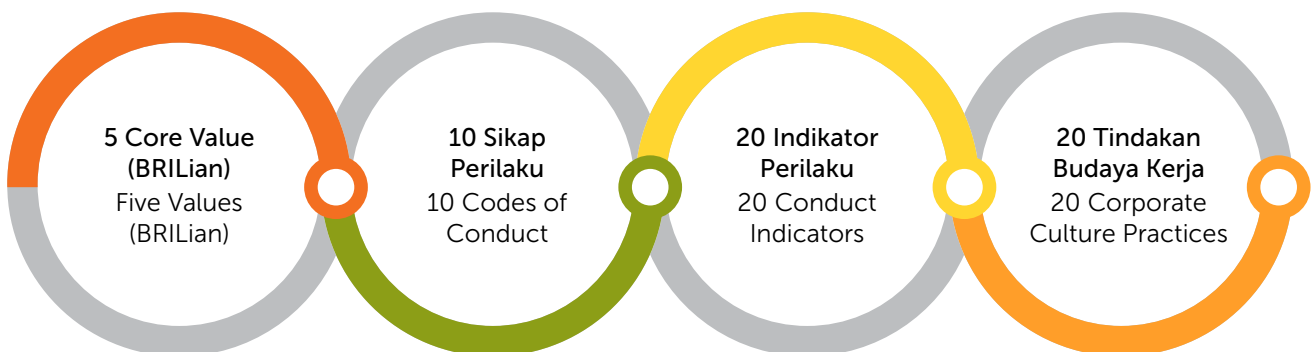 5 Core Value
(BRILian)
Five Values
(BRILian)
10 Sikap
Perilaku
10 Codes of
Conduct
20 Indikator
Perilaku
20 Conduct
Indicators
20 Tindakan
Budaya Kerja
20 Corporate
Culture Practices